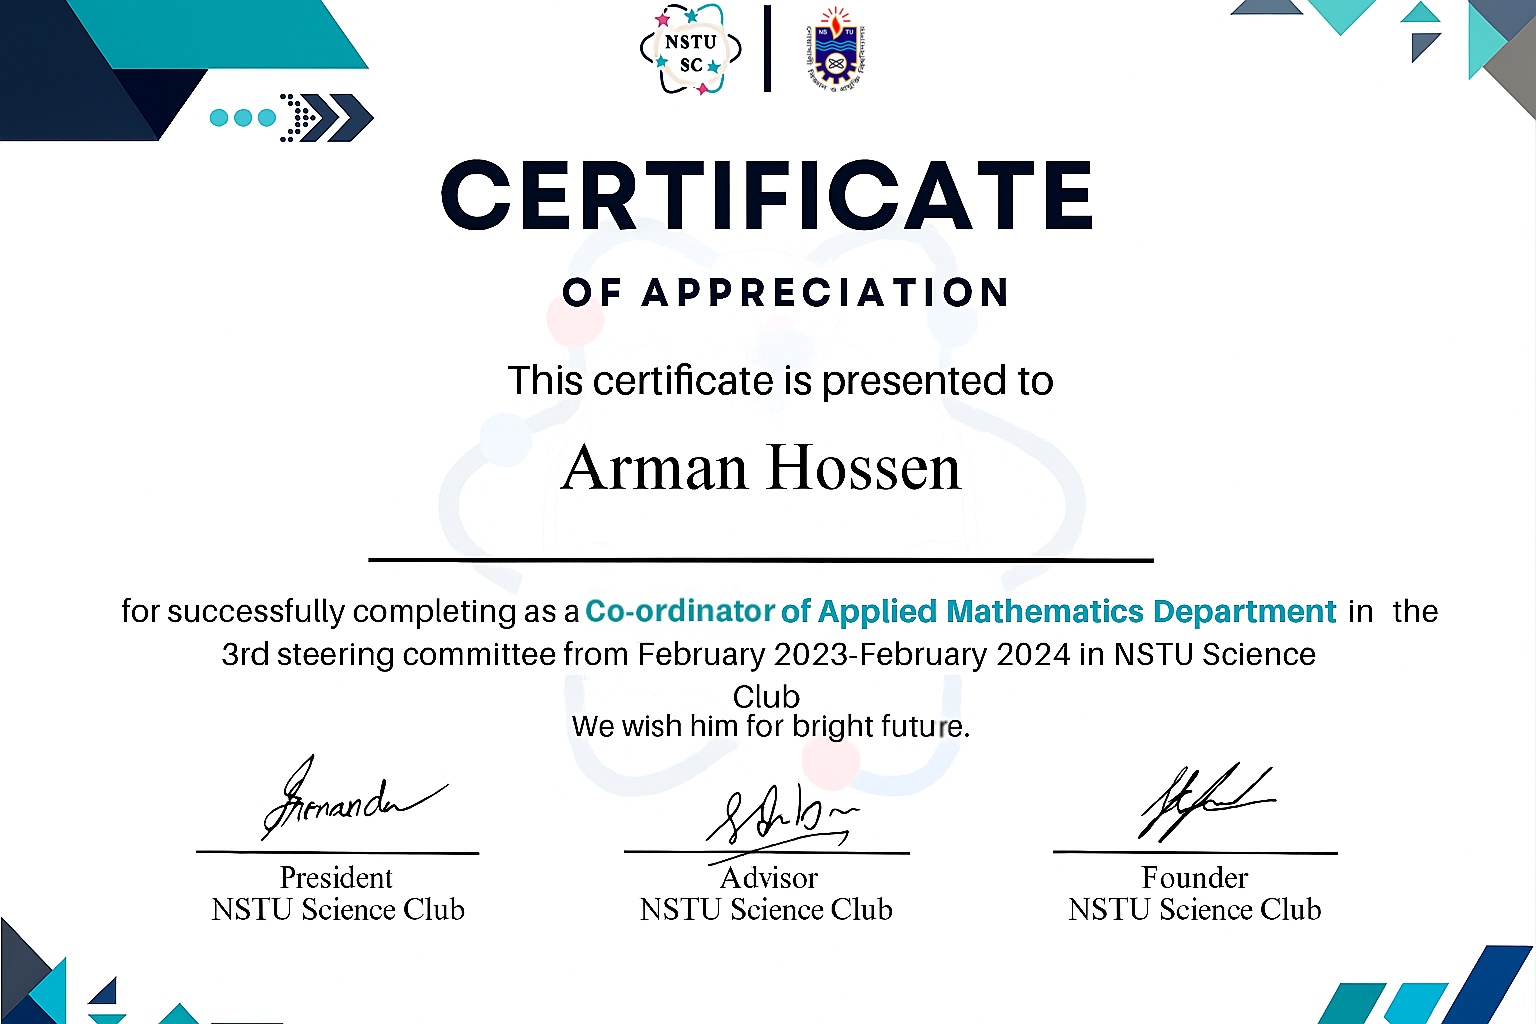 NSTU
SC
NS TU
CERTIFICATE
OF APPRECIATION
This certificate is presented to
Arman Hossen
for successfully completing as a Co-ordinator of Applied Mathematics Department in the
3rd steering committee from February 2023-February 2024 in NSTU Science
Club
We wish him for bright future.
President
NSTU Science Club
Advisor
NSTU Science Club
Founder
NSTU Science Club